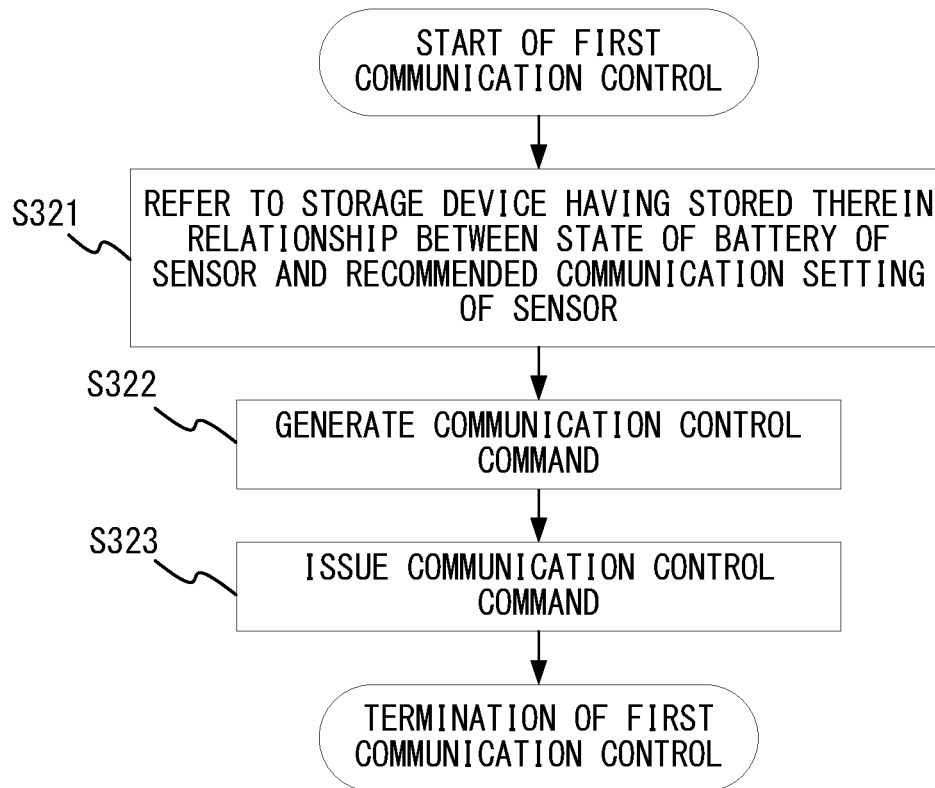 START OF FIRST
COMMUNICATION CONTROL
S321
REFER TO STORAGE DEVICE HAVING STORED THEREIN
RELATIONSHIP BETWEEN STATE OF BATTERY OF
SENSOR AND RECOMMENDED COMMUNICATION SETTING
OF SENSOR
S322
GENERATE COMMUNICATION CONTROL
COMMAND
S323
ISSUE COMMUNICATION CONTROL
COMMAND
TERMINATION OF FIRST
COMMUNICATION CONTROL